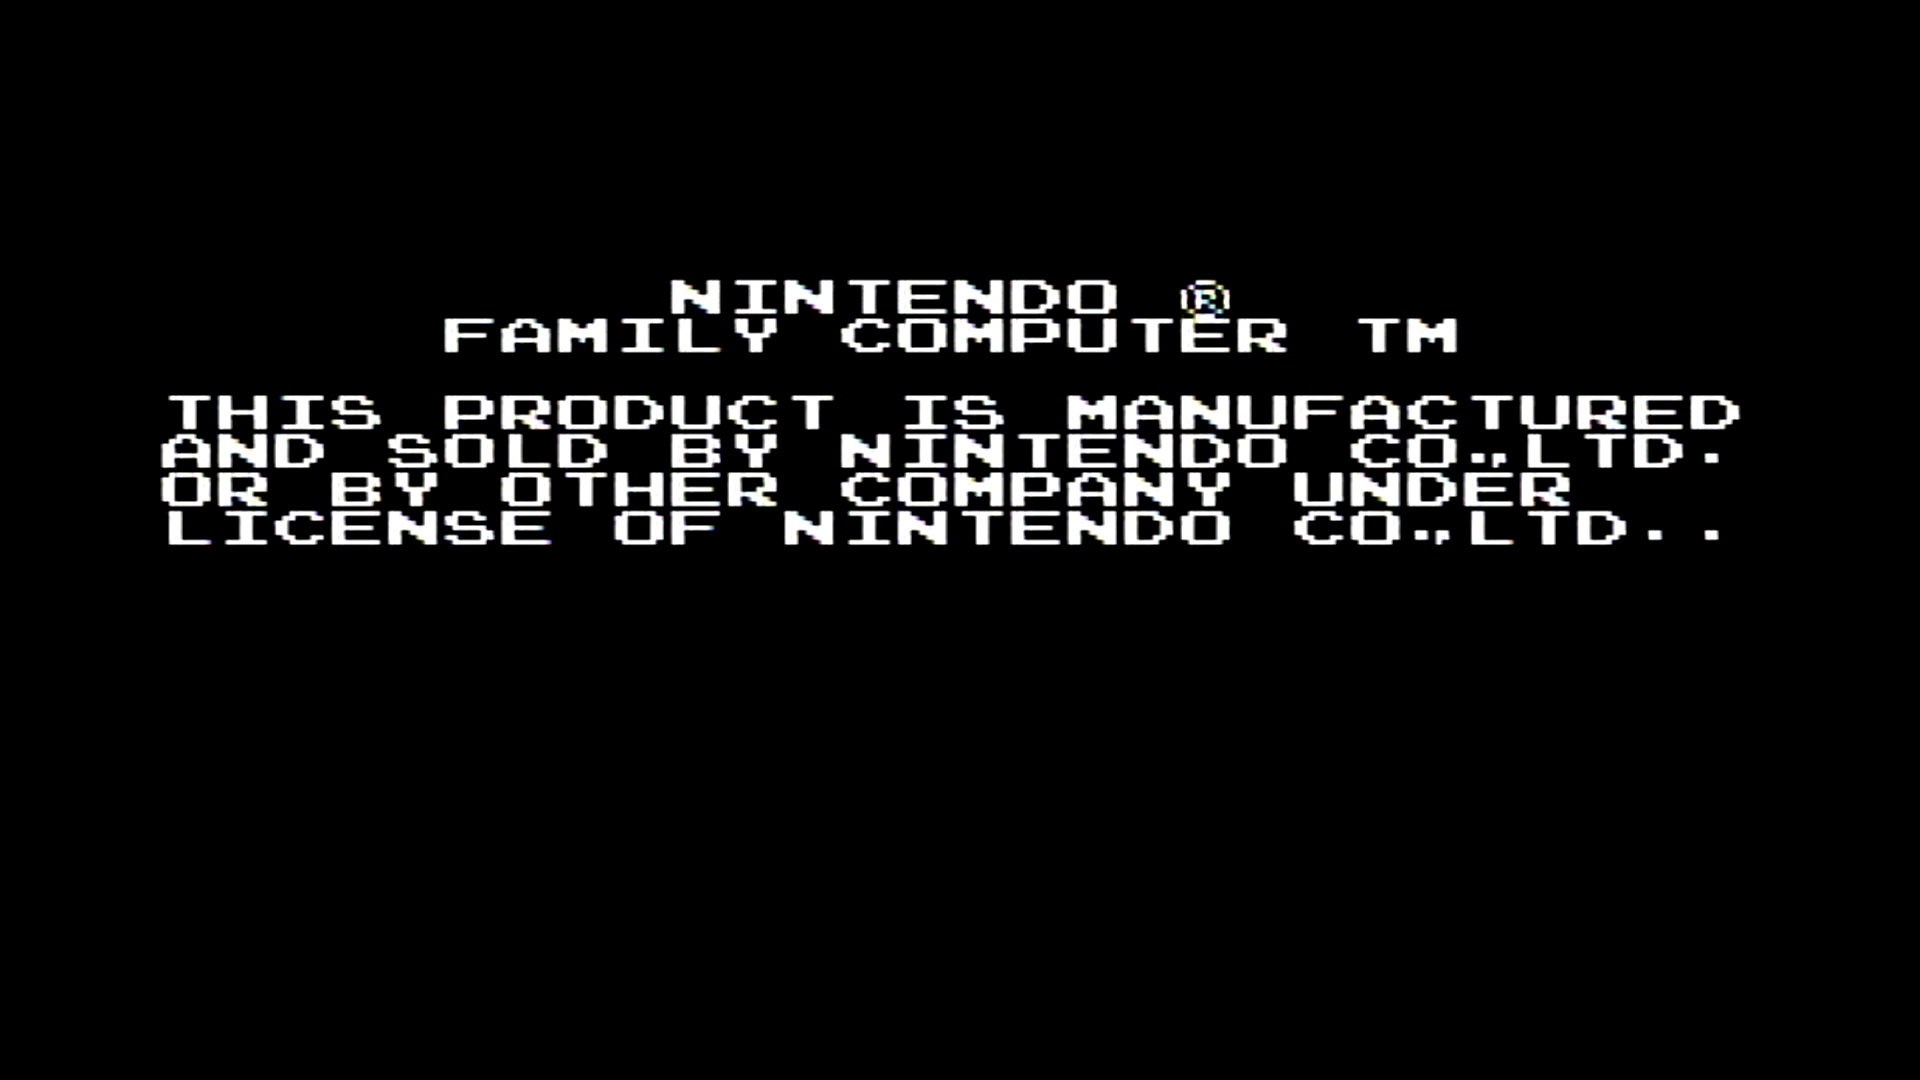 NINTENDO ®
FAMILY COMPUTER TM
THIS PRODUCT IS MANUFACTURED
AND SOLD BY NINTENDO CO.,LTD.
OR BY OTHER COMPANY UNDER
LICENSE OF NINTENDO CO.,LTD..